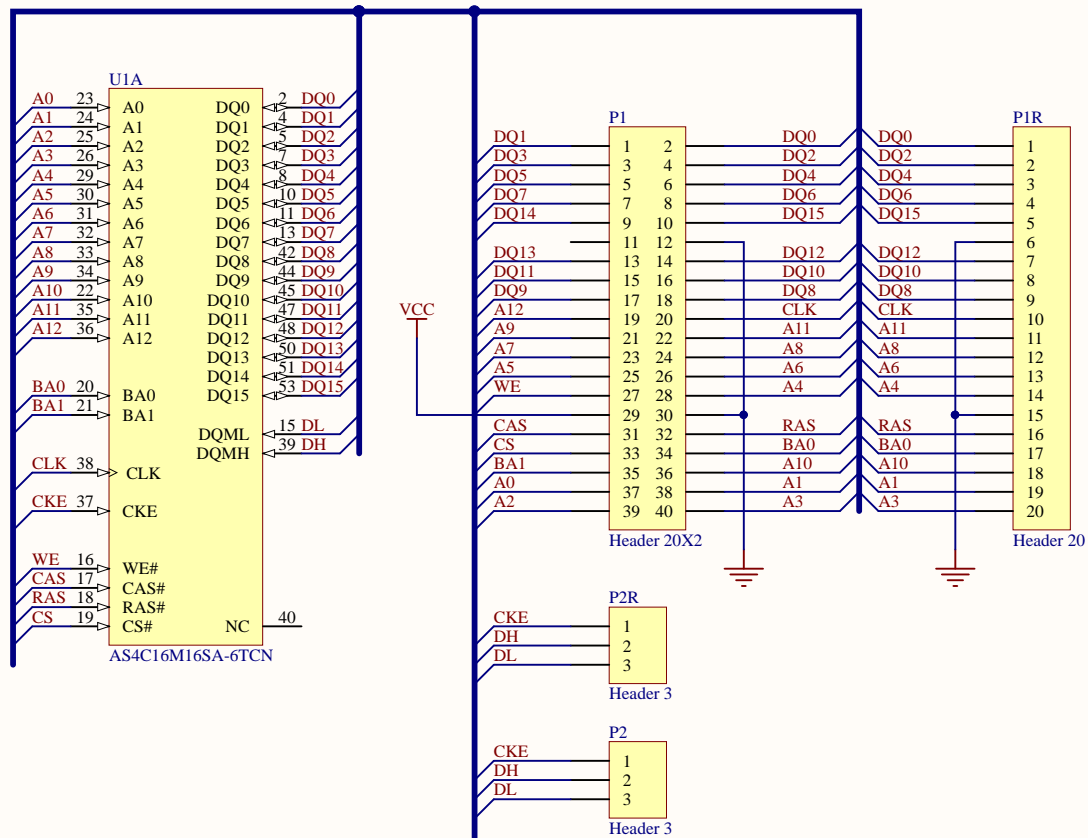 U1A
A0 23 A0 DQ0 2 DQ0
A1 24 A1 DQ1 4 DQ1
A2 25 A2 DQ2 5 DQ2
A3 26 A3 DQ3 7 DQ3
A4 29 A4 DQ4 8 DQ4
A5 30 A5 DQ5 10 DQ5
A6 31 A6 DQ6 11 DQ6
A7 32 A7 DQ7 13 DQ7
A8 33 A8 DQ8 42 DQ8
A9 34 A9 DQ9 44 DQ9
A10 22 A10 DQ10 45 DQ10
A11 35 A11 DQ11 47 DQ11
A12 36 A12 DQ12 48 DQ12
DQ13 50 DQ13
DQ14 51 DQ14
BA0 20 BA0 DQ15 53 DQ15
BA1 21 BA1
DQML 15 DL
DQMH 39 DH
CLK 38 CLK
CKE 37 CKE
WE 16 WE#
CAS 17 CAS#
RAS 18 RAS#
CS 19 CS# NC 40
AS4C16M16SA-6TCN
VCC
P1
DQ1 1 2 DQ0
DQ3 3 4 DQ2
DQ5 5 6 DQ4
DQ7 7 8 DQ6
DQ14 9 10 DQ15
11 12
DQ13 13 14 DQ12
DQ11 15 16 DQ10
DQ9 17 18 DQ8
A12 19 20 CLK
A9 21 22 A11
A7 23 24 A8
A5 25 26 A6
WE 27 28 A4
29 30
CAS 31 32 RAS
CS 33 34 BA0
BA1 35 36 A10
A0 37 38 A1
A2 39 40 A3
Header 20X2
P1R
DQ0 1
DQ2 2
DQ4 3
DQ6 4
DQ15 5
6
DQ12 7
DQ10 8
DQ8 9
CLK 10
A11 11
A8 12
A6 13
A4 14
15
RAS 16
BA0 17
A10 18
A1 19
A3 20
Header 20
P2R
CKE 1
DH 2
DL 3
Header 3
P2
CKE 1
DH 2
DL 3
Header 3